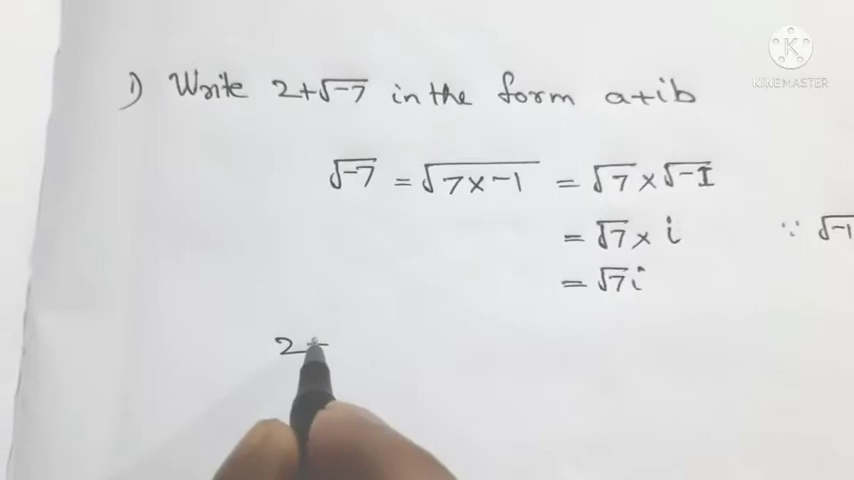 KINEMASTER
1) Write 2+√-7 in the form a+ib
√-7 = √7×-1 = √7 × √-1
= √7 × i ∵ √-1
= √7i
2+